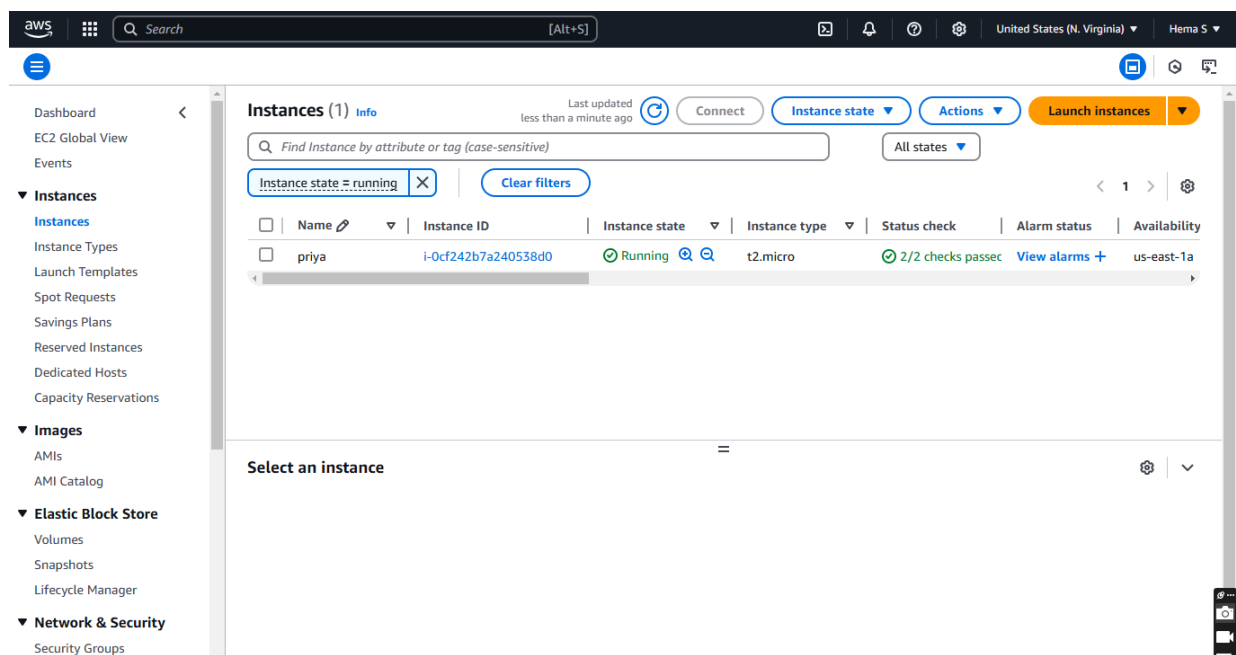 aws Search [Alt+S] United States (N. Virginia) Hema S
Dashboard
EC2 Global View
Events
Instances
Instances
Instance Types
Launch Templates
Spot Requests
Savings Plans
Reserved Instances
Dedicated Hosts
Capacity Reservations
Images
AMIs
AMI Catalog
Elastic Block Store
Volumes
Snapshots
Lifecycle Manager
Network & Security
Security Groups
Instances (1) Info
Last updated
less than a minute ago
Connect Instance state Actions Launch instances
Find Instance by attribute or tag (case-sensitive) All states
Instance state = running Clear filters 1
Name Instance ID Instance state Instance type Status check Alarm status Availability
priya i-0cf242b7a240538d0 Running t2.micro 2/2 checks passec View alarms + us-east-1a
Select an instance